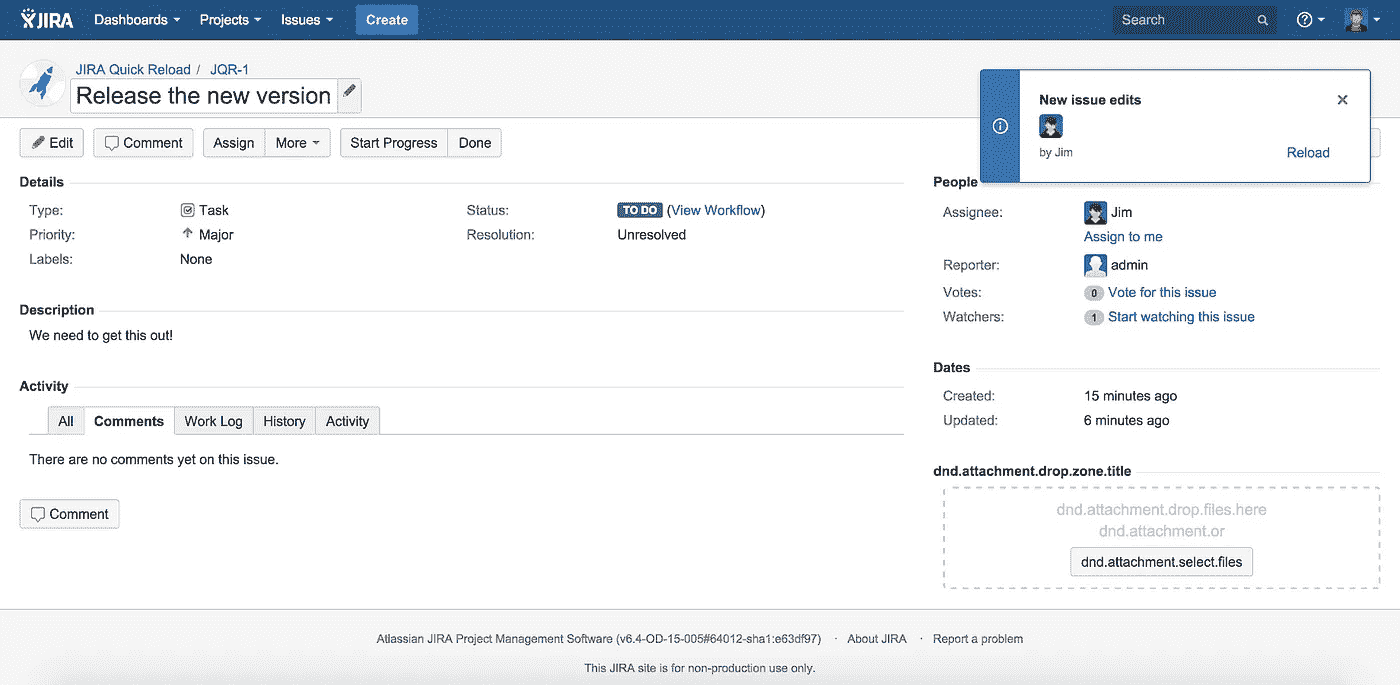 JIRA Dashboards Projects Issues Create Search
JIRA Quick Reload / JQR-1
Release the new version
New issue edits
by Jim
Reload
Edit Comment Assign More Start Progress Done
Details
Type: Task
Priority: Major
Labels: None
Status: TO DO (View Workflow)
Resolution: Unresolved
Description
We need to get this out!
Activity
All Comments Work Log History Activity
There are no comments yet on this issue.
Comment
People
Assignee: Jim
Assign to me
Reporter: admin
Votes: 0 Vote for this issue
Watchers: 1 Start watching this issue
Dates
Created: 15 minutes ago
Updated: 6 minutes ago
dnd.attachment.drop.zone.title
dnd.attachment.drop.files.here
dnd.attachment.or
dnd.attachment.select.files
Atlassian JIRA Project Management Software (v6.4-OD-15-005#64012-sha1:e63df97) · About JIRA · Report a problem
This JIRA site is for non-production use only.